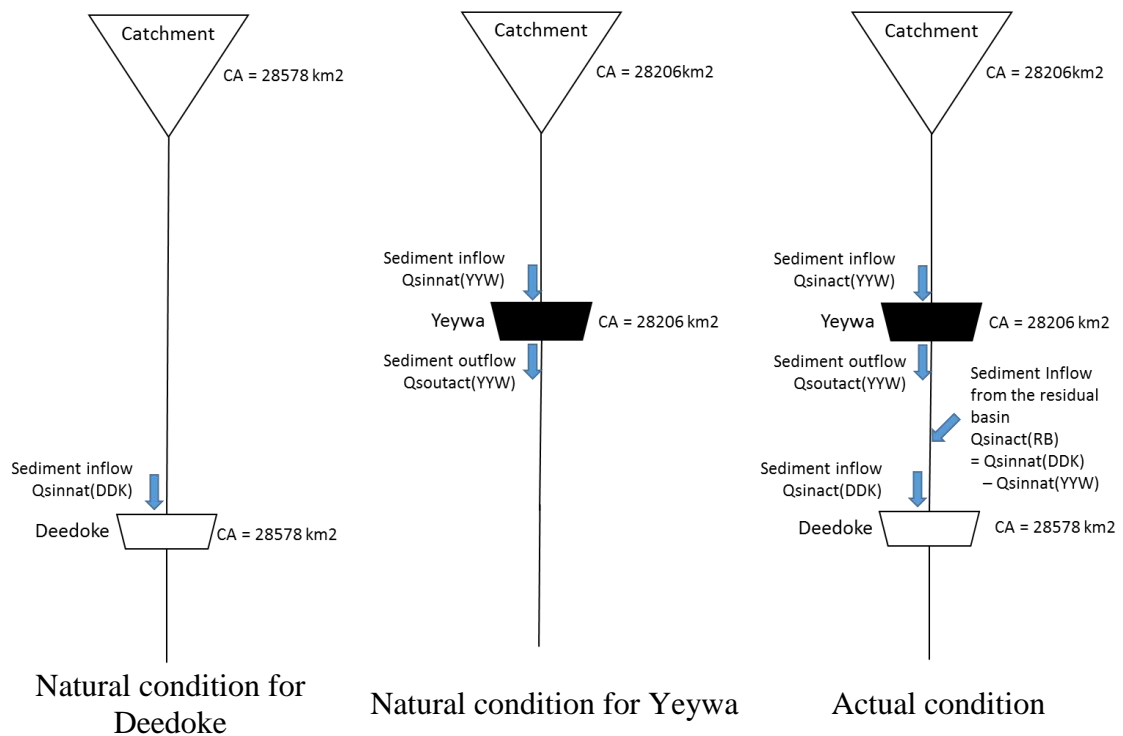 Catchment
CA = 28578 km2
Sediment inflow
Qsinnat(DDK)
Deedoke
CA = 28578 km2
Natural condition for
Deedoke
Catchment
CA = 28206km2
Sediment inflow
Qsinnat(YYW)
Yeywa
CA = 28206 km2
Sediment outflow
Qsoutact(YYW)
Natural condition for Yeywa
Catchment
CA = 28206km2
Sediment inflow
Qsinact(YYW)
Yeywa
CA = 28206 km2
Sediment outflow
Qsoutact(YYW)
Sediment Inflow
from the residual
basin
Qsinact(RB)
= Qsinnat(DDK)
– Qsinnat(YYW)
Sediment inflow
Qsinact(DDK)
Deedoke
CA = 28578 km2
Actual condition